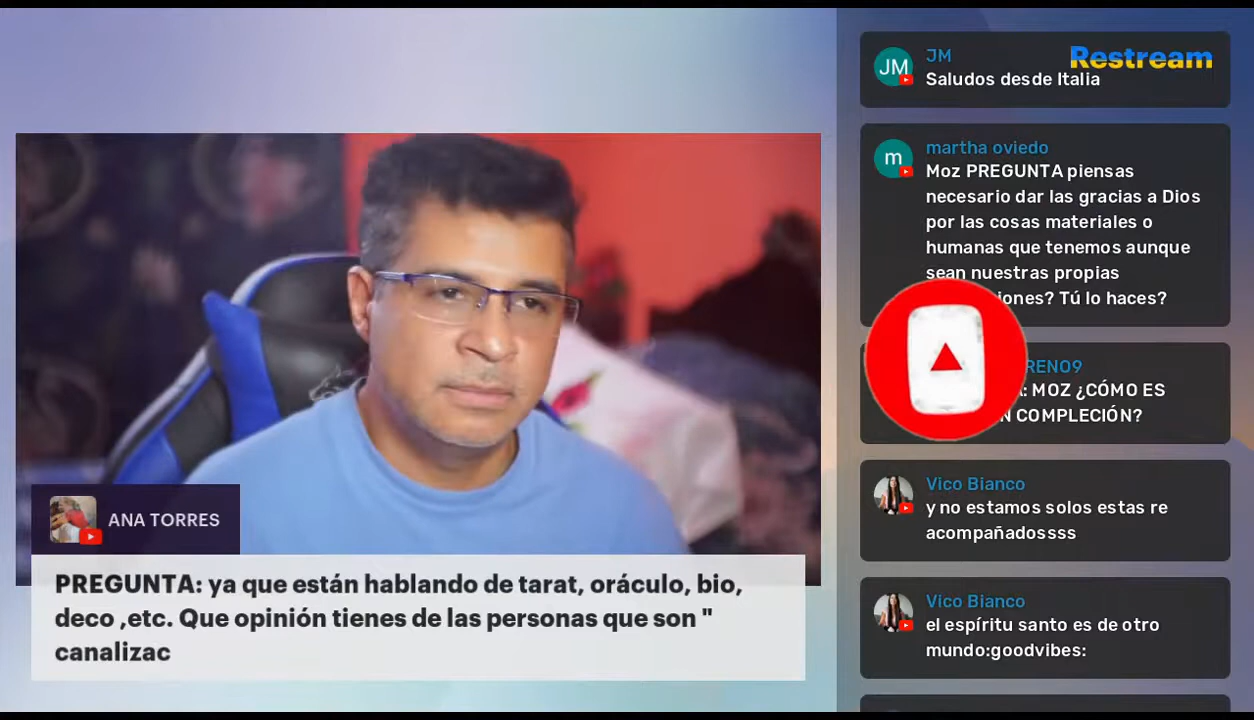 ANA TORRES
PREGUNTA: ya que están hablando de tarat, oráculo, bio,
deco ,etc. Que opinión tienes de las personas que son "
canalizac
Restream
JM
JM
Saludos desde Italia
m
martha oviedo
Moz PREGUNTA piensas
necesario dar las gracias a Dios
por las cosas materiales o
humanas que tenemos aunque
sean nuestras propias
iones? Tú lo haces?
RENO9
: MOZ ¿CÓMO ES
N COMPLECIÓN?
Vico Bianco
y no estamos solos estas re
acompañadossss
Vico Bianco
el espíritu santo es de otro
mundo:goodvibes: